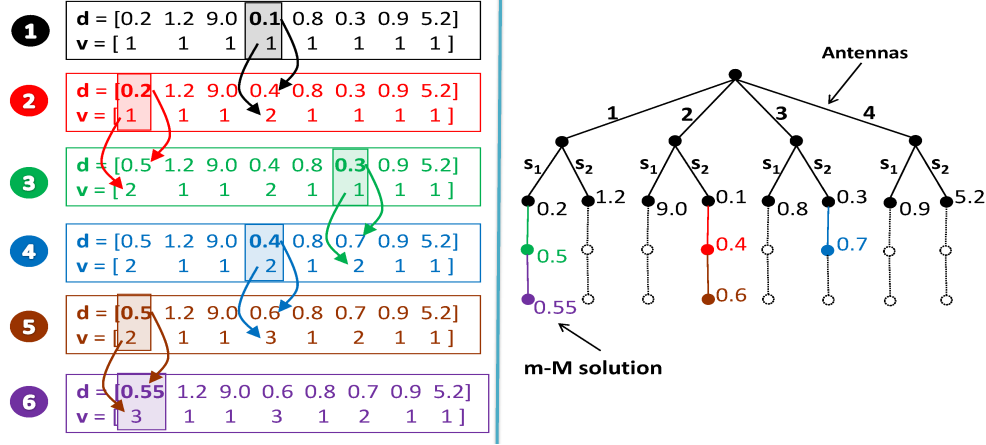 1
d = [0.2 1.2 9.0 0.1 0.8 0.3 0.9 5.2]
v = [ 1 1 1 1 1 1 1 1 ]
2
d = [0.2 1.2 9.0 0.4 0.8 0.3 0.9 5.2]
v = [ 1 1 1 2 1 1 1 1 ]
3
d = [0.5 1.2 9.0 0.4 0.8 0.3 0.9 5.2]
v = [ 2 1 1 2 1 1 1 1 ]
4
d = [0.5 1.2 9.0 0.4 0.8 0.7 0.9 5.2]
v = [ 2 1 1 2 1 2 1 1 ]
5
d = [0.5 1.2 9.0 0.6 0.8 0.7 0.9 5.2]
v = [ 2 1 1 3 1 2 1 1 ]
6
d = [0.55 1.2 9.0 0.6 0.8 0.7 0.9 5.2]
v = [ 3 1 1 3 1 2 1 1 ]
Antennas
1 2 3 4
s1 s2 s1 s2 s1 s2 s1 s2
0.2 1.2 9.0 0.1 0.8 0.3 0.9 5.2
0.5 0.4 0.7
0.55 0.6
m-M solution